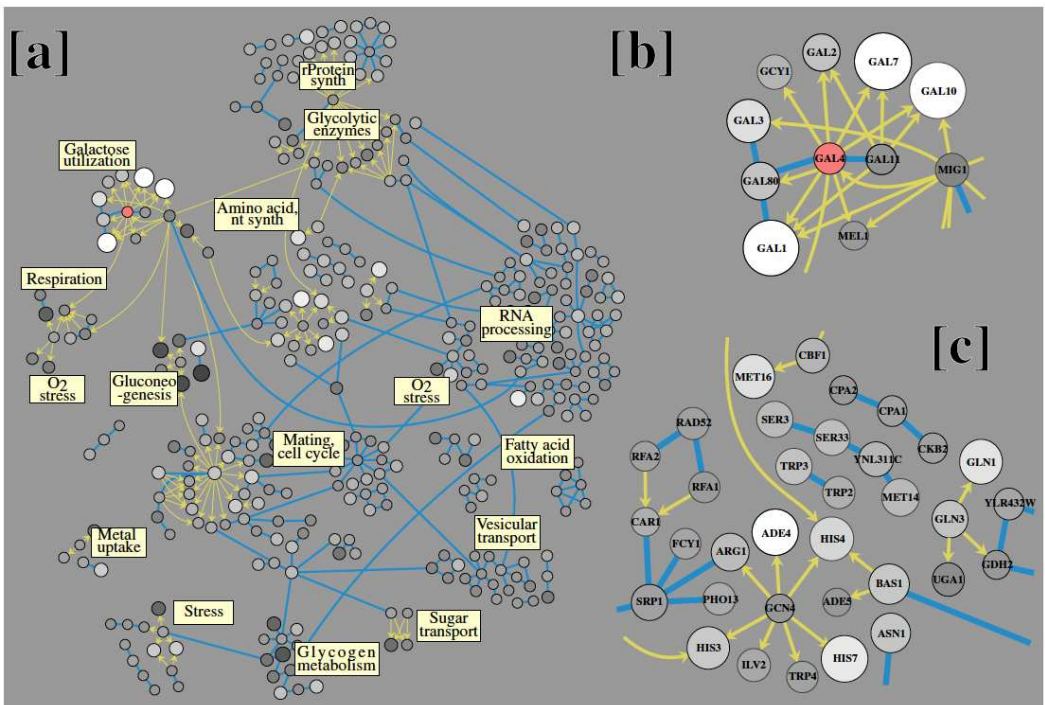 [a]
rProtein
synth
Glycolytic
enzymes
Galactose
utilization
Amino acid,
nt synth
Respiration
RNA
processing
O2
stress
Gluconeo
-genesis
O2
stress
Mating,
cell cycle
Fatty acid
oxidation
Metal
uptake
Vesicular
transport
Stress
Sugar
transport
Glycogen
metabolism
[b]
GAL2
GAL7
GCY1
GAL10
GAL3
GAL4
GAL11
MIG1
GAL80
MEL1
GAL1
[c]
CBF1
MET16
CPA2
CPA1
SER3
RAD52
SER33
CKB2
RFA2
YNL311C
GLN1
TRP3
RFA1
TRP2
MET14
YLR432W
CAR1
GLN3
ADE4
HIS4
FCY1
ARG1
GDH2
UGA1
BAS1
SRP1
PHO13
GCN4
ADE5
ASN1
HIS3
ILV2
TRP4
HIS7